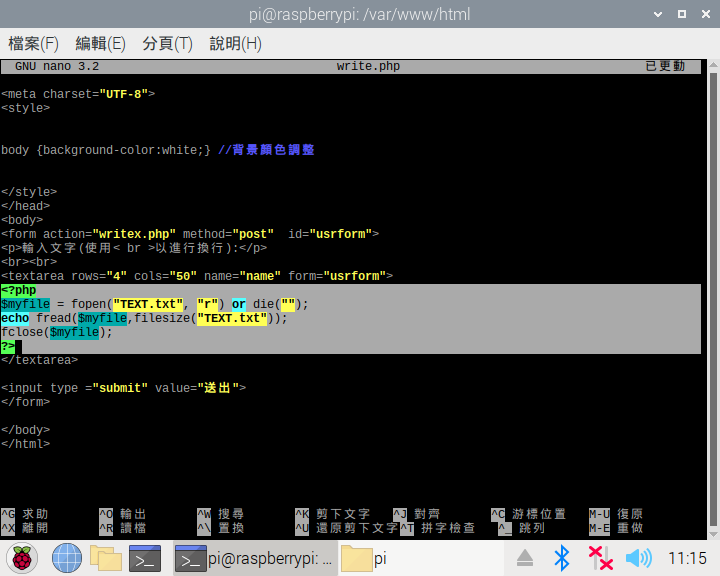 pi@raspberrypi: /var/www/html
檔案(F) 編輯(E) 分頁(T) 說明(H)
GNU nano 3.2 write.php 已更動
<meta charset="UTF-8">
<style>
body {background-color:white;} //背景顏色調整
</style>
</head>
<body>
<form action="writex.php" method="post"  id="usrform">
<p>輸入文字(使用< br >以進行換行):</p>
<br><br>
<textarea rows="4" cols="50" name="name" form="usrform">
<?php
$myfile = fopen("TEXT.txt", "r") or die("");
echo fread($myfile,filesize("TEXT.txt"));
fclose($myfile);
?>
</textarea>
<input type ="submit" value="送出">
</form>
</body>
</html>
^G 求助 ^O 輸出 ^W 搜尋 ^K 剪下文字 ^J 對齊 ^C 游標位置 M-U 復原
^X 離開 ^R 讀檔 ^\ 置換 ^U 還原剪下文字 ^T 拼字檢查 ^_ 跳列 M-E 重做
pi@raspberrypi: ... pi 11:15